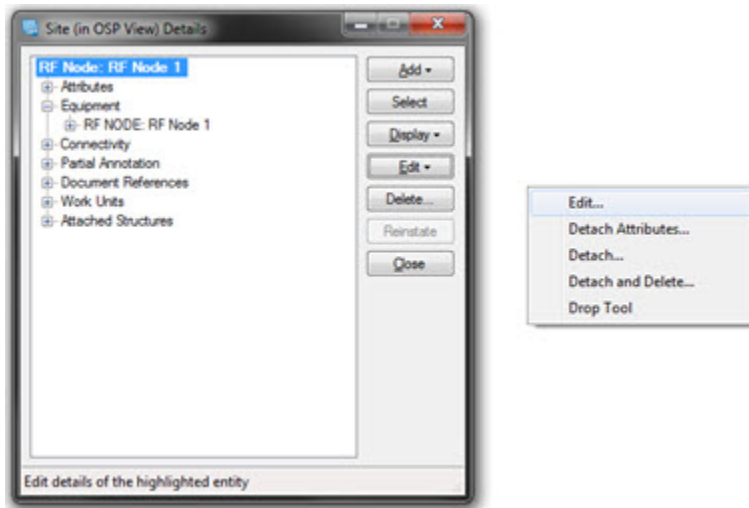 Site (in OSP View) Details
RF Node: RF Node 1
Attributes
Equipment
RF NODE: RF Node 1
Connectivity
Partial Annotation
Document References
Work Units
Attached Structures
Add
Select
Display
Edit
Delete...
Reinstate
Close
Edit details of the highlighted entity
Edit...
Detach Attributes...
Detach...
Detach and Delete...
Drop Tool